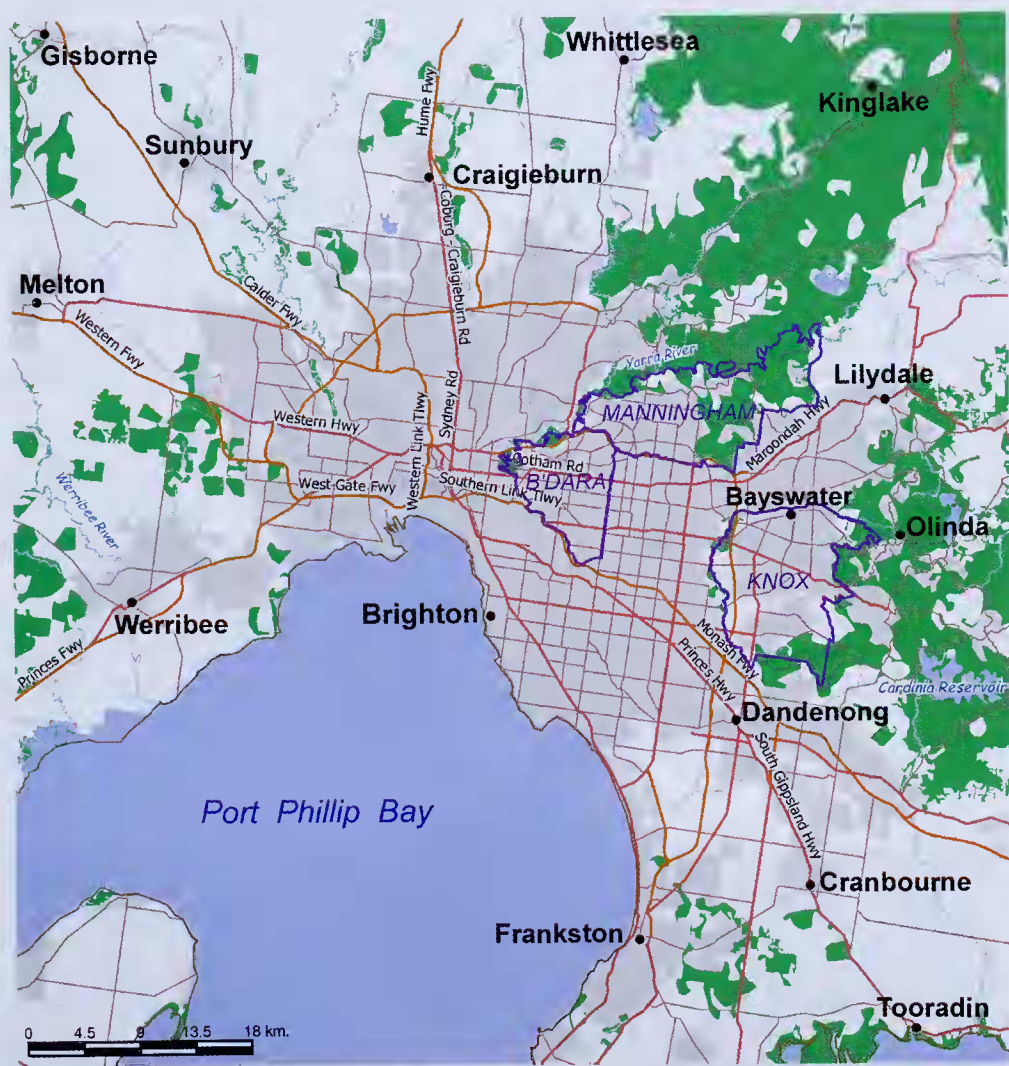 Gisborne
Whittlesea
Kinglake
Hume Fwy
Sunbury
Craigieburn
Coburg - Craigieburn Rd
Melton
Calder Fwy
Western Fwy
Yarra River
Lilydale
MANNINGHAM
Sydney Rd
Western Hwy
Maroondah Hwy
Western Link Tlwy
Cotham Rd
B'DARA
West Gate Fwy
Southern Link Tlwy
Bayswater
Werribee River
Olinda
KNOX
Werribee
Brighton
Princes Fwy
Monash Fwy
Princes Hwy
Cardinia Reservoir
Dandenong
South Gippsland Hwy
Port Phillip Bay
Cranbourne
Frankston
Tooradin
0 4.5 9 13.5 18 km.